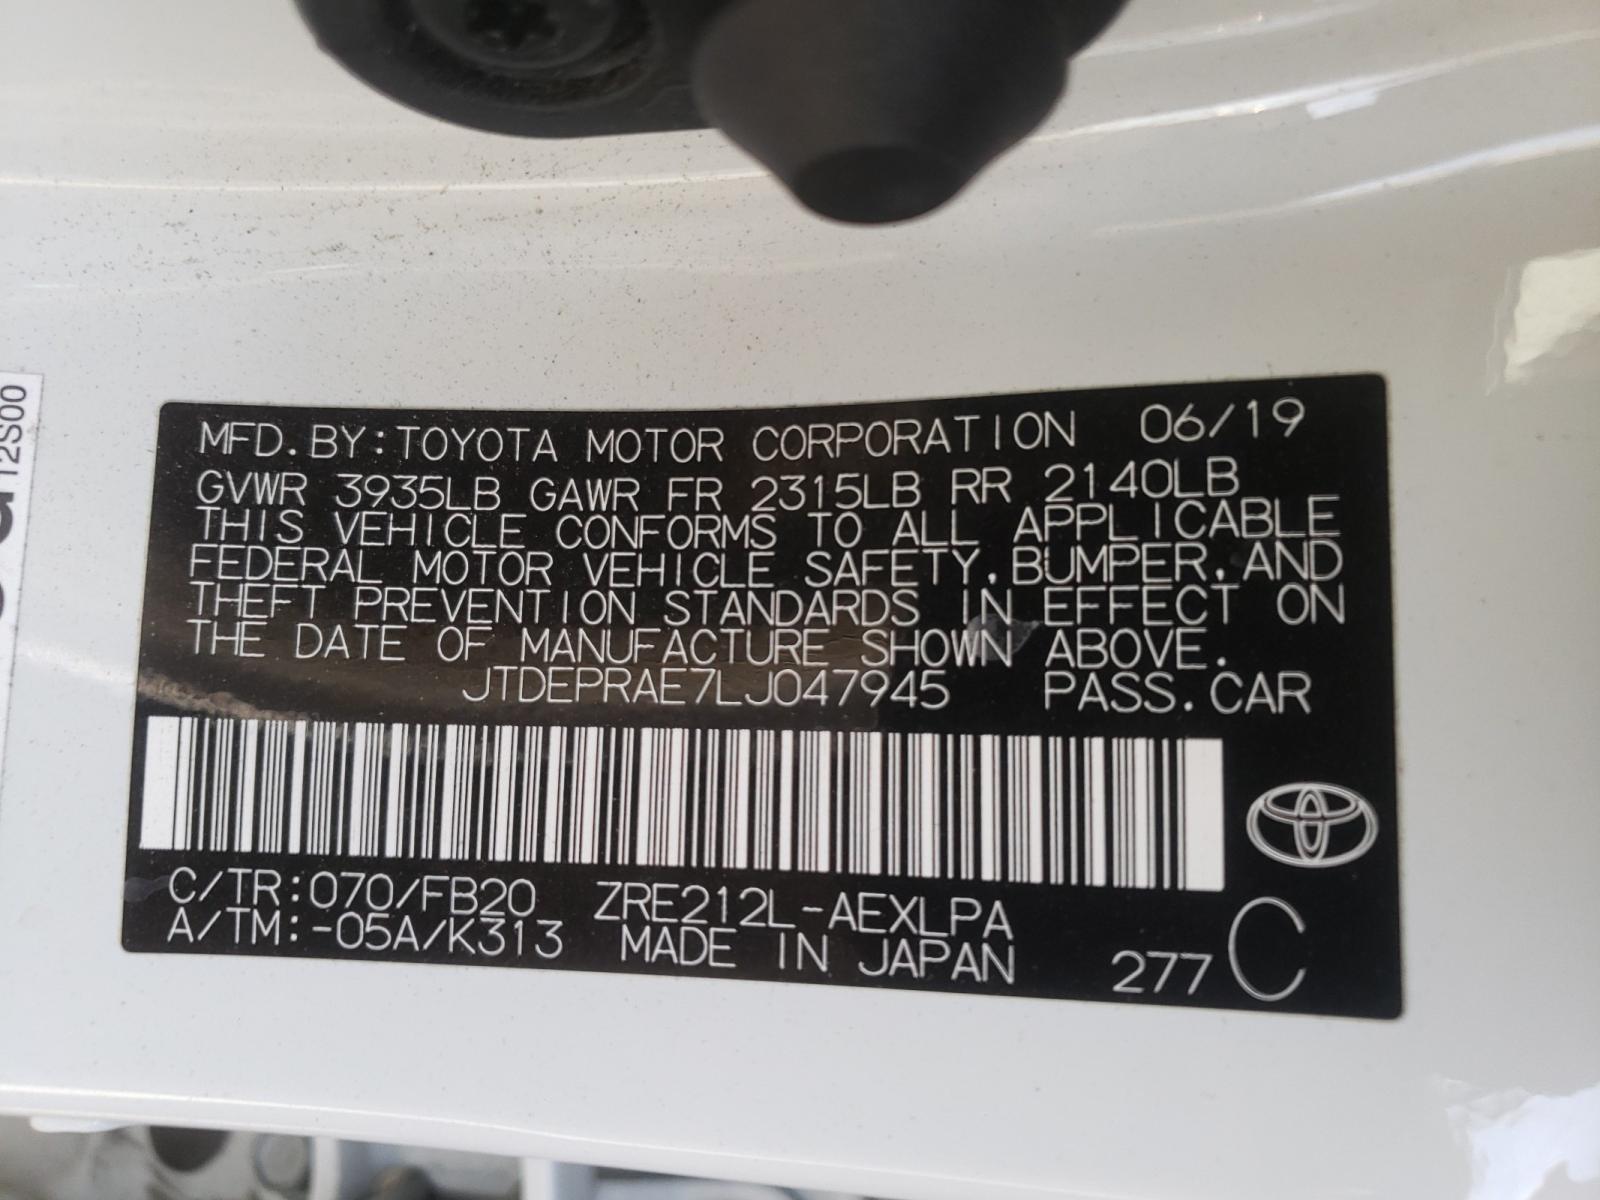 MFD.BY:TOYOTA MOTOR CORPORATION 06/19
GVWR 3935LB GAWR FR 2315LB RR 2140LB
THIS VEHICLE CONFORMS TO ALL APPLICABLE
FEDERAL MOTOR VEHICLE SAFETY,BUMPER,AND
THEFT PREVENTION STANDARDS IN EFFECT ON
THE DATE OF MANUFACTURE SHOWN ABOVE.
JTDEPRAE7LJ047945 PASS.CAR
C/TR:070/FB20 ZRE212L-AEXLPA
A/TM:-05A/K313 MADE IN JAPAN 277 C
12S00